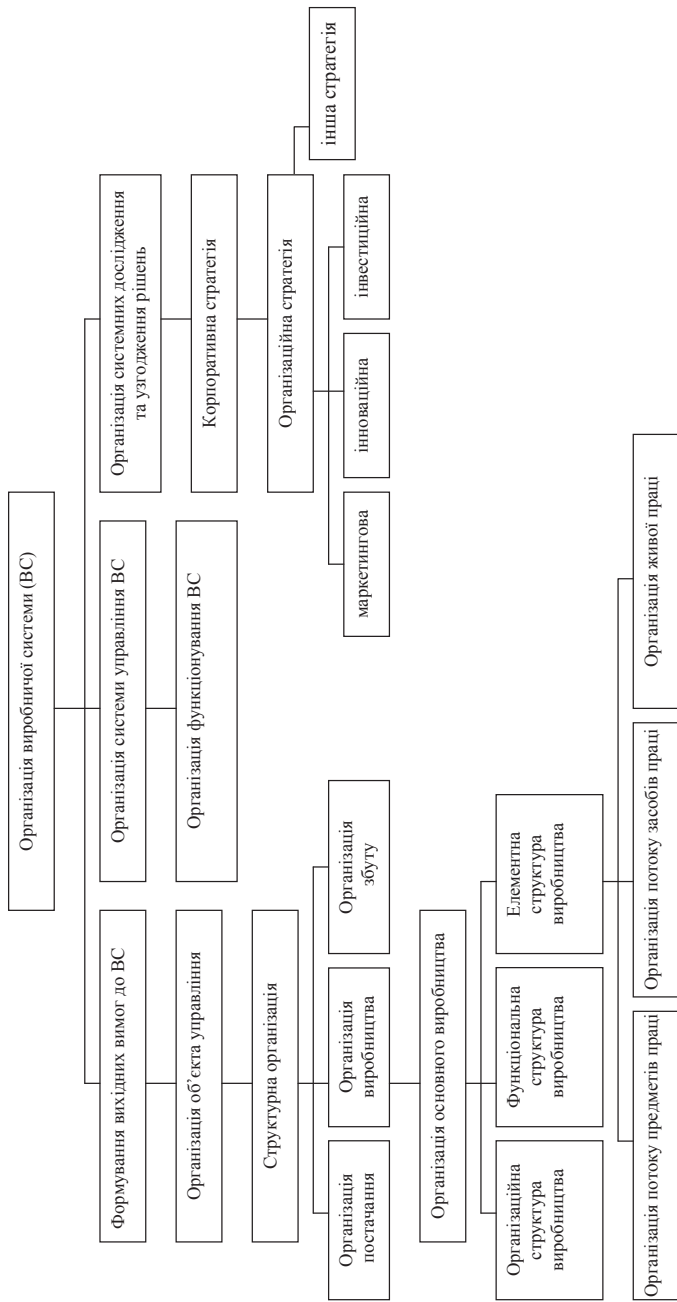 Організація виробничої системи (ВС)
Формування вихідних вимог до ВС
Організація системи управління ВС
Організація системних дослідження
та узгодження рішень
Організація об’єкта управління
Організація функціонування ВС
Корпоративна стратегія
Структурна організація
Організаційна стратегія
інша стратегія
Організація
постачання
Організація
виробництва
Організація
збуту
маркетингова
інноваційна
інвестиційна
Організація основного виробництва
Організаційна
структура
виробництва
Функціональна
структура
виробництва
Елементна
структура
виробництва
Організація потоку предметів праці
Організація потоку засобів праці
Організація живої праці